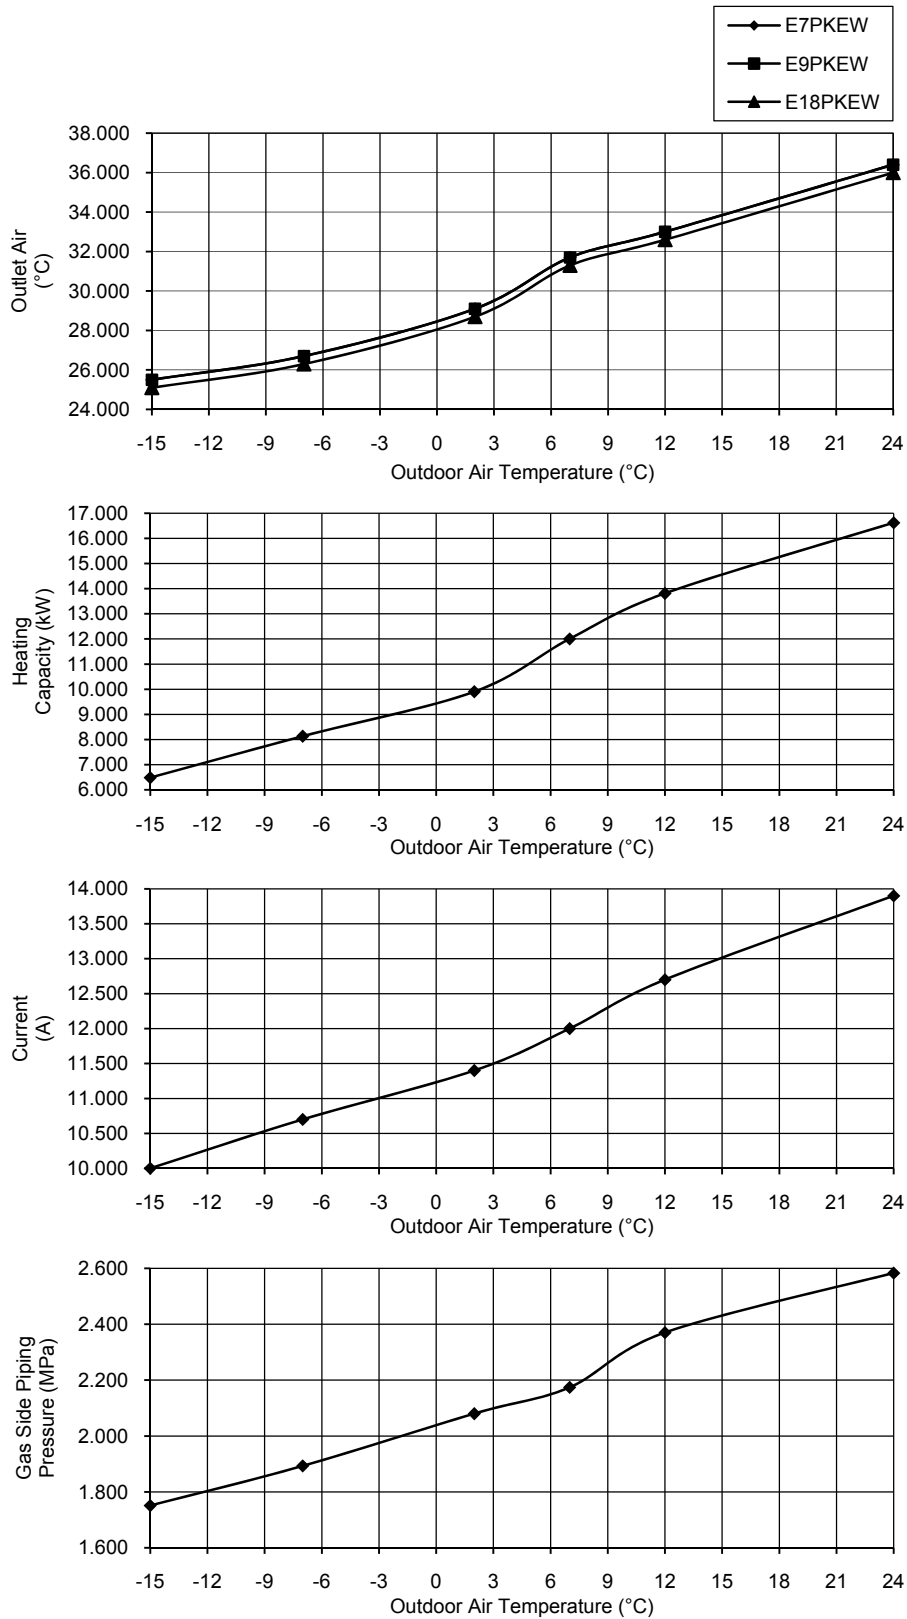 E7PKEW
E9PKEW
E18PKEW
38.000
36.000
34.000
32.000
30.000
28.000
26.000
24.000
Outlet Air
(°C)
-15 -12 -9 -6 -3 0 3 6 9 12 15 18 21 24
Outdoor Air Temperature (°C)
17.000
16.000
15.000
14.000
13.000
12.000
11.000
10.000
9.000
8.000
7.000
6.000
Heating
Capacity (kW)
-15 -12 -9 -6 -3 0 3 6 9 12 15 18 21 24
Outdoor Air Temperature (°C)
14.000
13.500
13.000
12.500
12.000
11.500
11.000
10.500
10.000
Current
(A)
-15 -12 -9 -6 -3 0 3 6 9 12 15 18 21 24
Outdoor Air Temperature (°C)
2.600
2.400
2.200
2.000
1.800
1.600
Gas Side Piping
Pressure (MPa)
-15 -12 -9 -6 -3 0 3 6 9 12 15 18 21 24
Outdoor Air Temperature (°C)